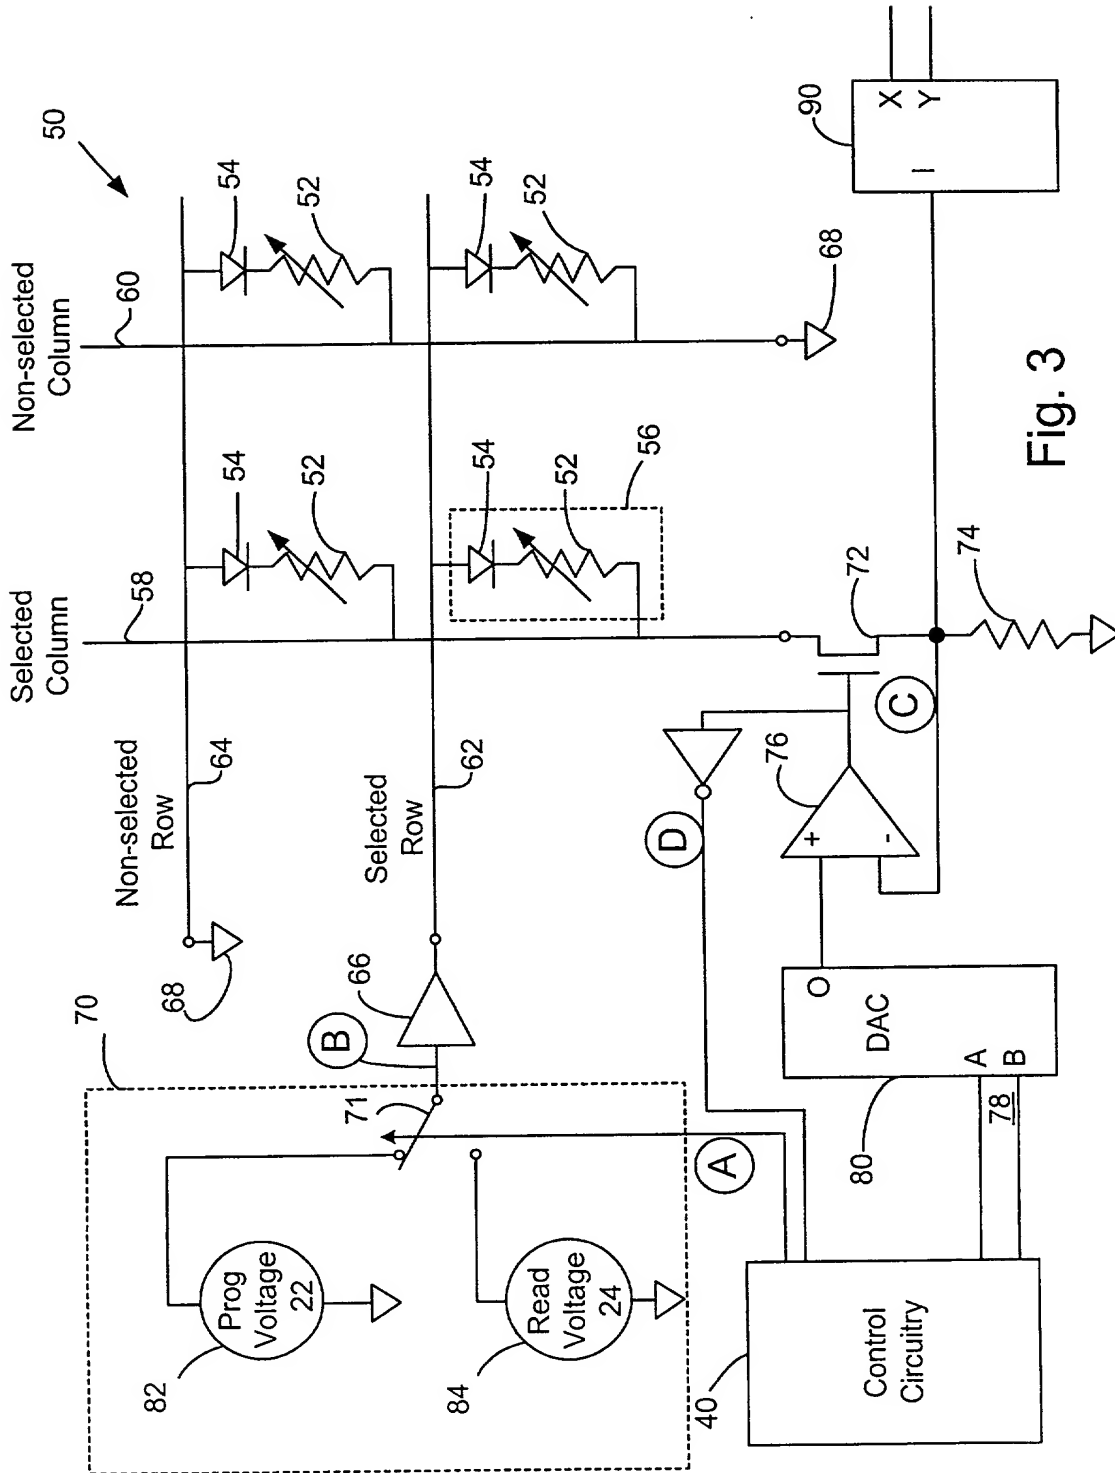 50
Non-selected
Column
60
54
52
54
52
68
Selected
Column
58
54
52
54
52
56
Non-selected
Row
64
68
Selected
Row
62
66
70
B
71
Prog
Voltage
22
82
Read
Voltage
24
84
A
40
Control
Circuitry
78
80
DAC
A
B
O
D
76
+
-
C
72
74
90
I
X
Y
Fig. 3